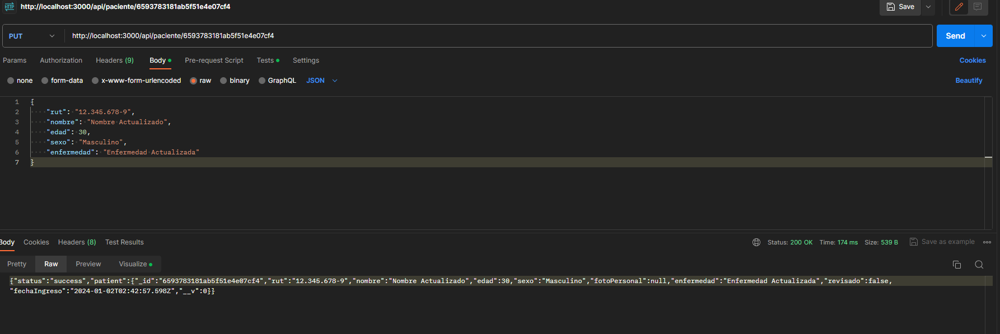 HTTP http://localhost:3000/api/paciente/6593783181ab5f51e4e07cf4 Save
PUT http://localhost:3000/api/paciente/6593783181ab5f51e4e07cf4 Send
Params Authorization Headers (9) Body Pre-request Script Tests Settings Cookies
none form-data x-www-form-urlencoded raw binary GraphQL JSON Beautify
1 {
2 "rut": "12.345.678-9",
3 "nombre": "Nombre Actualizado",
4 "edad": 30,
5 "sexo": "Masculino",
6 "enfermedad": "Enfermedad Actualizada"
7 }
Body Cookies Headers (8) Test Results Status: 200 OK Time: 174 ms Size: 539 B Save as example
Pretty Raw Preview Visualize
{"status":"success","patient":{"_id":"6593783181ab5f51e4e07cf4","rut":"12.345.678-9","nombre":"Nombre Actualizado","edad":30,"sexo":"Masculino","fotoPersonal":null,"enfermedad":"Enfermedad Actualizada","revisado":false,
"fechaIngreso":"2024-01-02T02:42:57.598Z","__v":0}}